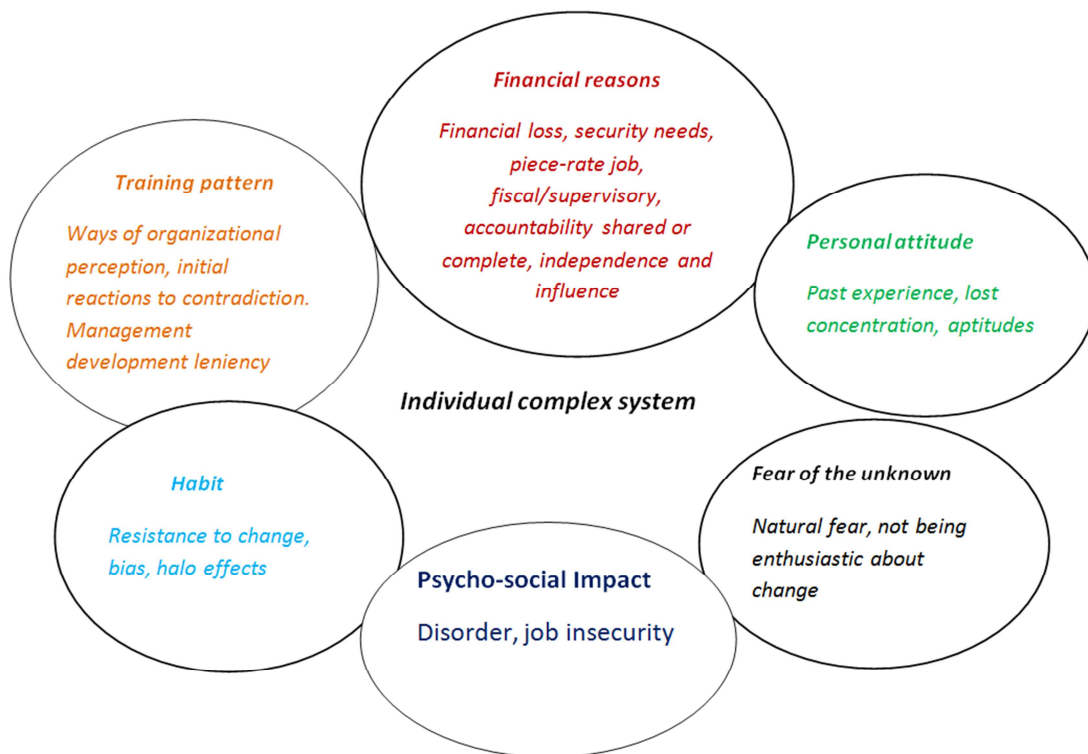 Financial reasons
Financial loss, security needs,
piece-rate job,
fiscal/supervisory,
accountability shared or
complete, independence and
influence
Training pattern
Ways of organizational
perception, initial
reactions to contradiction.
Management
development leniency
Personal attitude
Past experience, lost
concentration, aptitudes
Individual complex system
Habit
Resistance to change,
bias, halo effects
Fear of the unknown
Natural fear, not being
enthusiastic about
change
Psycho-social Impact
Disorder, job insecurity